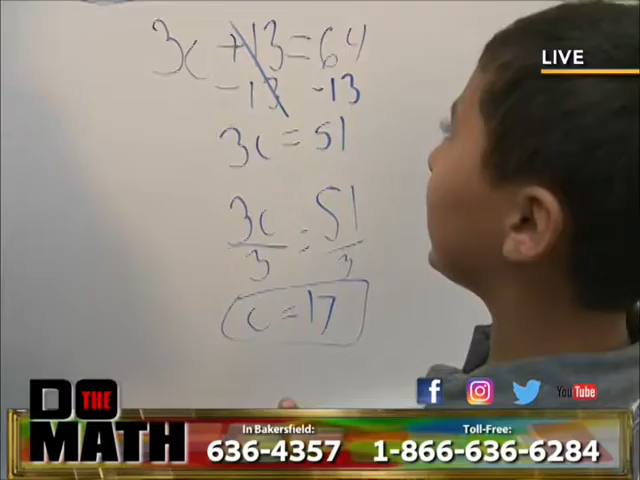 LIVE
3c +13=64
-13 -13
3c = 51
3c = 51
3 3
c = 17
DO THE MATH
In Bakersfield:
636-4357
Toll-Free:
1-866-636-6284
You Tube